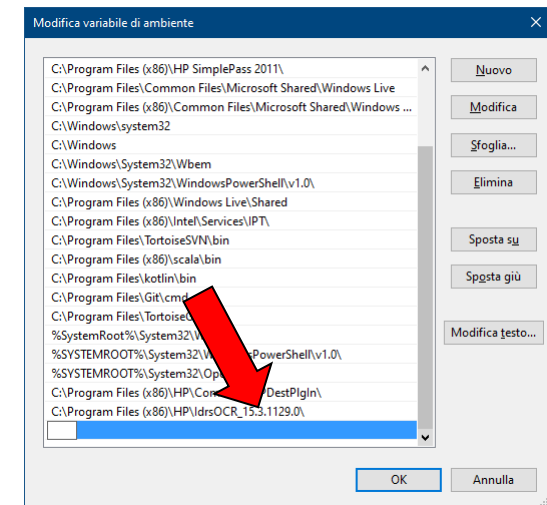 Modifica variabile di ambiente
C:\Program Files (x86)\HP SimplePass 2011\
C:\Program Files\Common Files\Microsoft Shared\Windows Live
C:\Program Files (x86)\Common Files\Microsoft Shared\Windows ...
C:\Windows\system32
C:\Windows
C:\Windows\System32\Wbem
C:\Windows\System32\WindowsPowerShell\v1.0\
C:\Program Files (x86)\Windows Live\Shared
C:\Program Files (x86)\Intel\Services\IPT\
C:\Program Files\TortoiseSVN\bin
C:\Program Files (x86)\scala\bin
C:\Program Files\kotlin\bin
C:\Program Files\Git\cmd
C:\Program Files\Tortoise
%SystemRoot%\System32\W
%SYSTEMROOT%\System32\W PowerShell\v1.0\
%SYSTEMROOT%\System32\Ope
C:\Program Files (x86)\HP\Com DestPlgIn\
C:\Program Files (x86)\HP\IdrsOCR_15.3.1129.0\
Nuovo
Modifica
Sfoglia...
Elimina
Sposta su
Sposta giù
Modifica testo...
OK
Annulla